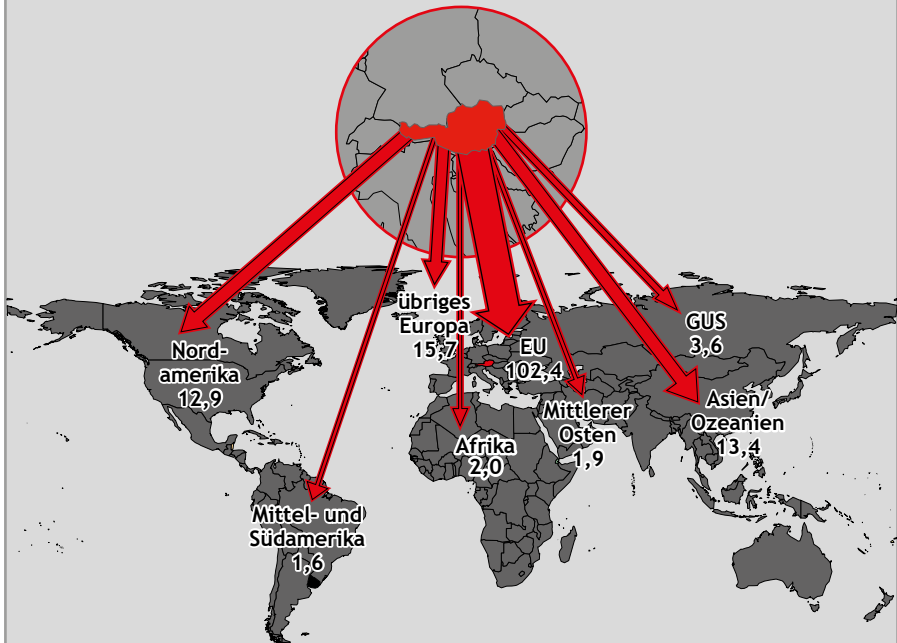 übriges
Europa
15,7
EU
102,4
GUS
3,6
Nord-
amerika
12,9
Asien/
Ozeanien
13,4
Mittlerer
Osten
1,9
Afrika
2,0
Mittel- und
Südamerika
1,6